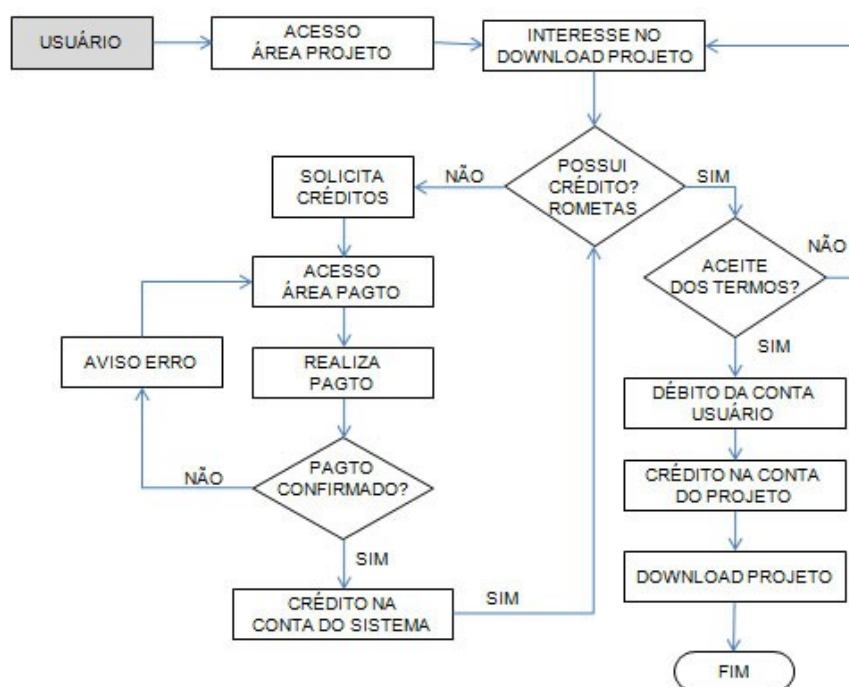 USUÁRIO
ACESSO
ÁREA PROJETO
INTERESSE NO
DOWNLOAD PROJETO
POSSUI
CRÉDITO?
ROMETAS
NÃO
SIM
SOLICITA
CRÉDITOS
ACESSO
ÁREA PAGTO
ACEITE
DOS TERMOS?
NÃO
SIM
AVISO ERRO
REALIZA
PAGTO
DÉBITO DA CONTA
USUÁRIO
PAGTO
CONFIRMADO?
NÃO
SIM
CRÉDITO NA CONTA
DO PROJETO
CRÉDITO NA
CONTA DO SISTEMA
SIM
DOWNLOAD PROJETO
FIM